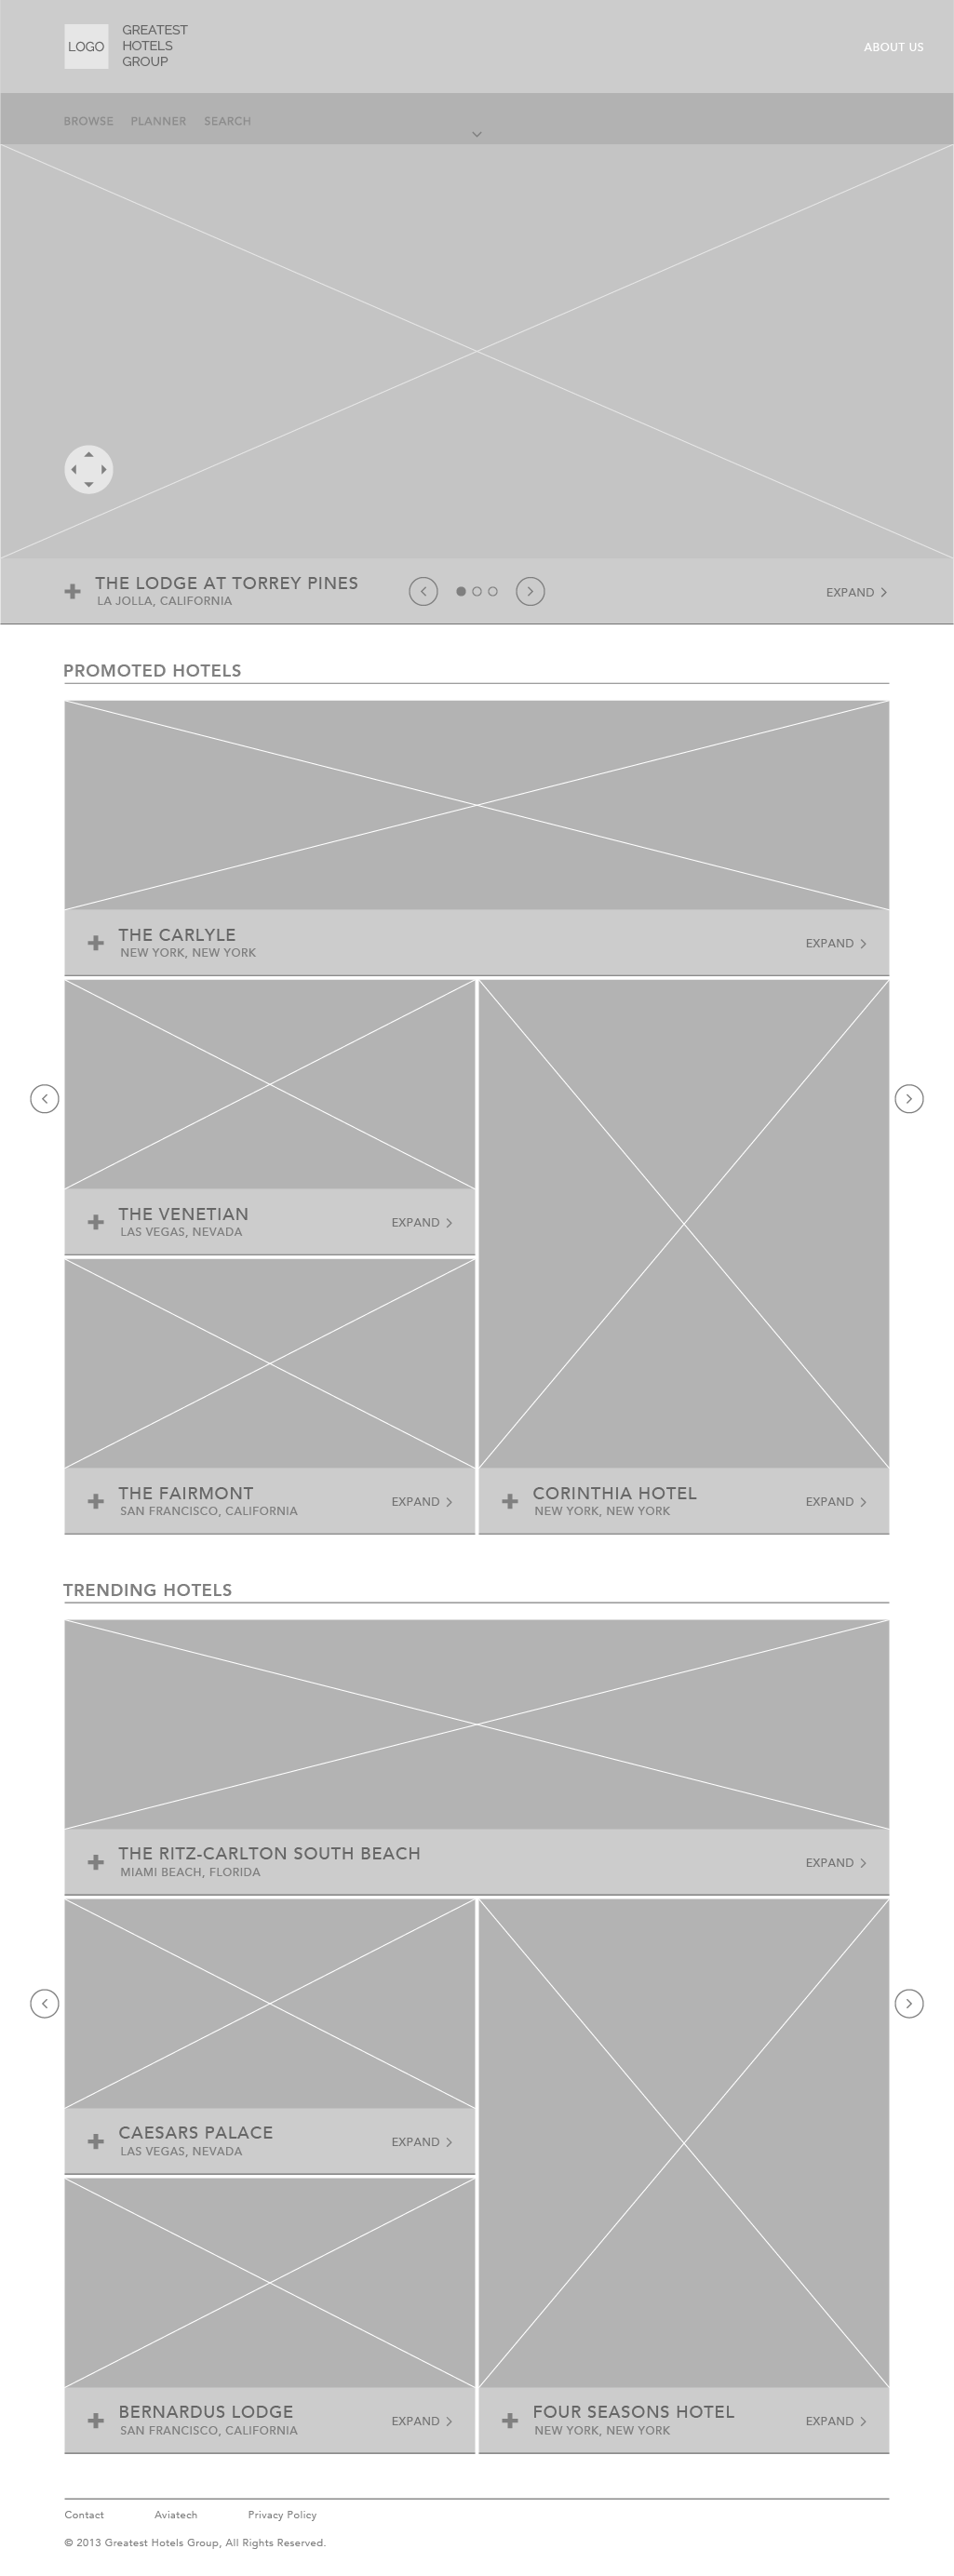 LOGO
GREATEST
HOTELS
GROUP
ABOUT US
BROWSE PLANNER SEARCH
THE LODGE AT TORREY PINES
LA JOLLA, CALIFORNIA
EXPAND
PROMOTED HOTELS
THE CARLYLE
NEW YORK, NEW YORK
EXPAND
THE VENETIAN
LAS VEGAS, NEVADA
EXPAND
THE FAIRMONT
SAN FRANCISCO, CALIFORNIA
EXPAND
CORINTHIA HOTEL
NEW YORK, NEW YORK
EXPAND
TRENDING HOTELS
THE RITZ-CARLTON SOUTH BEACH
MIAMI BEACH, FLORIDA
EXPAND
CAESARS PALACE
LAS VEGAS, NEVADA
EXPAND
BERNARDUS LODGE
SAN FRANCISCO, CALIFORNIA
EXPAND
FOUR SEASONS HOTEL
NEW YORK, NEW YORK
EXPAND
Contact Aviatech Privacy Policy
© 2013 Greatest Hotels Group, All Rights Reserved.